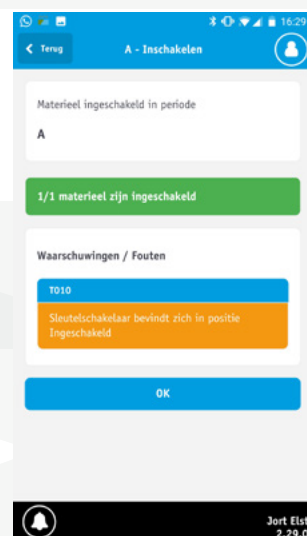 16:29
Terug
A - Inschakelen
Materieel ingeschakeld in periode
A
1/1 materieel zijn ingeschakeld
Waarschuwingen / Fouten
T010
Sleutelschakelaar bevindt zich in positie
Ingeschakeld
OK
Jort Elst
2.29.0